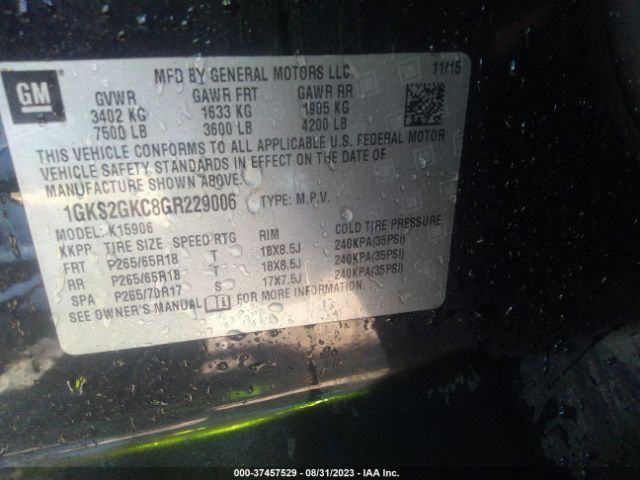 GM
MFD BY GENERAL MOTORS LLC
11/15
GVWR GAWR FRT GAWR RR
3402 KG 1633 KG 1905 KG
7500 LB 3600 LB 4200 LB
THIS VEHICLE CONFORMS TO ALL APPLICABLE U.S. FEDERAL MOTOR
VEHICLE SAFETY STANDARDS IN EFFECT ON THE DATE OF
MANUFACTURE SHOWN ABOVE.
1GKS2GKC8GR229006 TYPE: M.P.V.
MODEL: K15906
KKPP TIRE SIZE SPEED RTG RIM COLD TIRE PRESSURE
FRT P265/65R18 T 18X8.5J 240KPA(35PSI)
RR P265/65R18 T 18X8.5J 240KPA(35PSI)
SPA P265/70R17 S 17X7.5J 240KPA(35PSI)
SEE OWNER'S MANUAL FOR MORE INFORMATION.
000-37457529 - 08/31/2023 - IAA Inc.